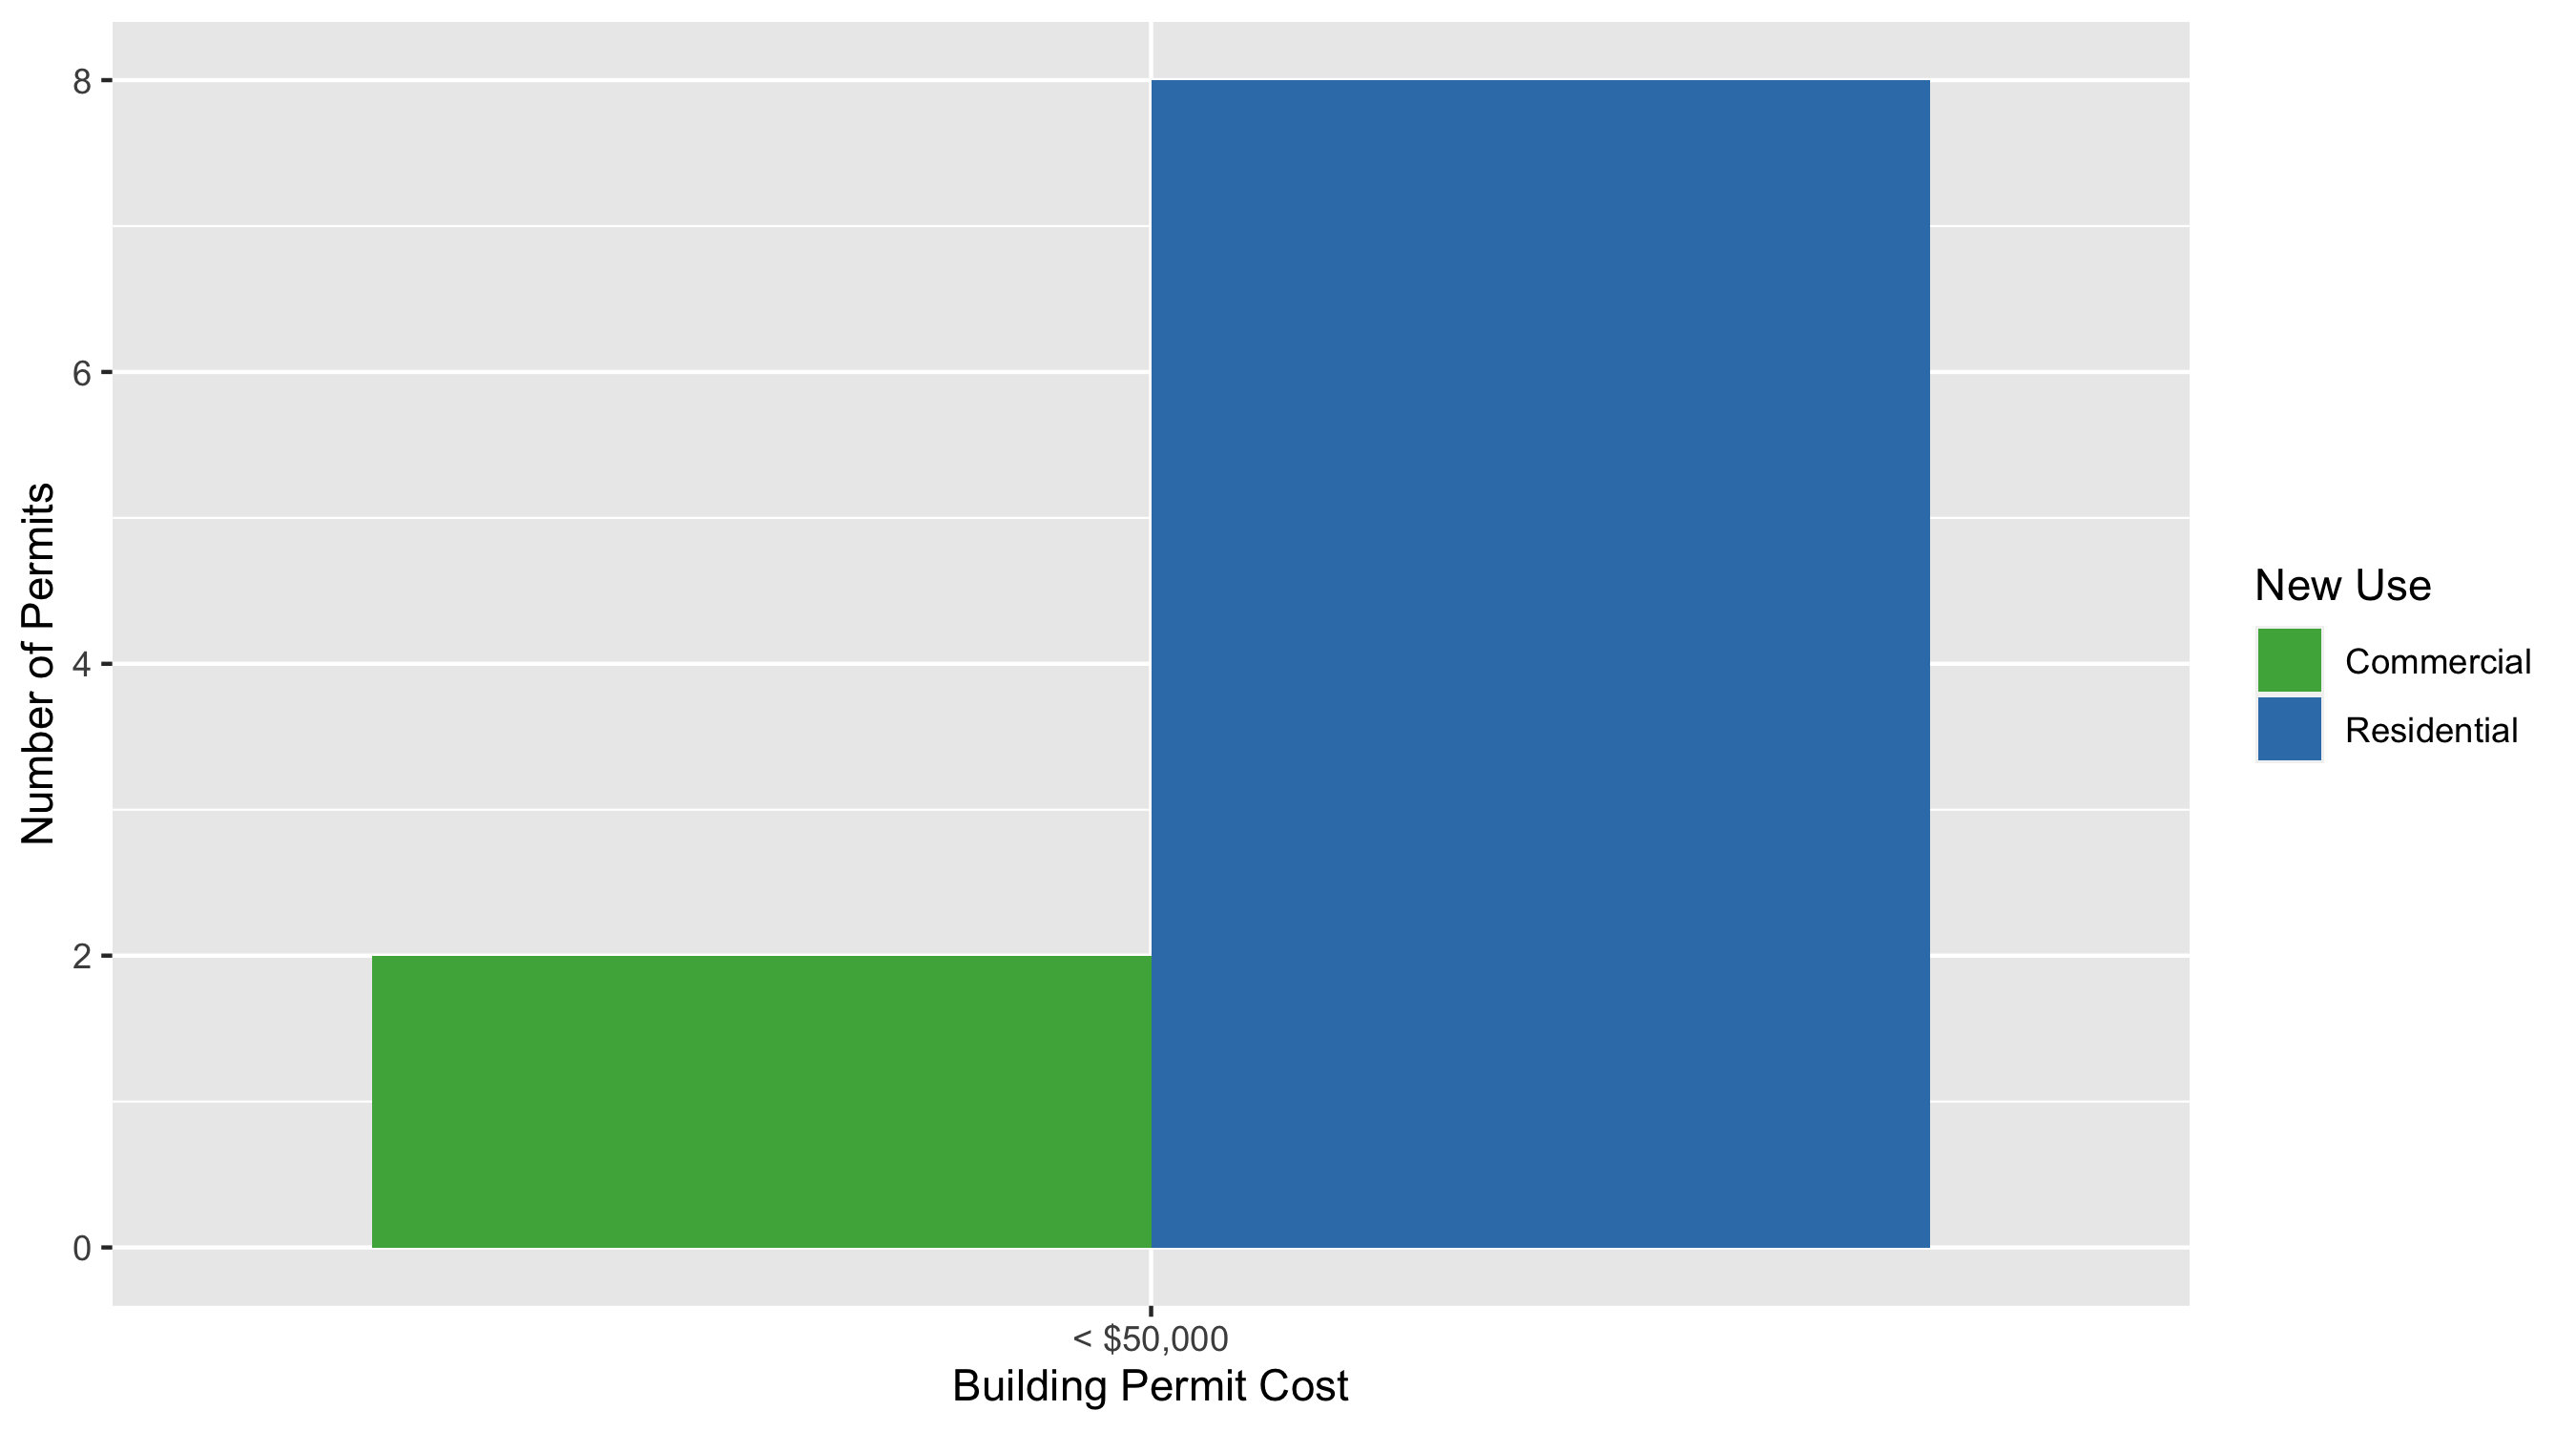 Number of Permits
8
6
4
2
0
< $50,000
Building Permit Cost
New Use
Commercial
Residential